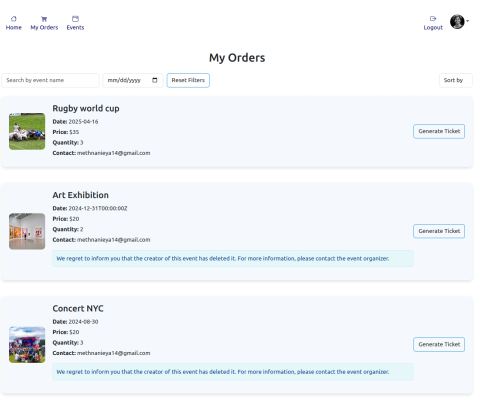 Home My Orders Events Logout
My Orders
Search by event name mm/dd/yyyy Reset Filters Sort by
Rugby world cup
Date: 2025-04-16
Price: $35
Quantity: 3
Contact: methnanieya14@gmail.com
Generate Ticket
Art Exhibition
Date: 2024-12-31T00:00:00Z
Price: $20
Quantity: 2
Contact: methnanieya14@gmail.com
Generate Ticket
We regret to inform you that the creator of this event has deleted it. For more information, please contact the event organizer.
Concert NYC
Date: 2024-08-30
Price: $20
Quantity: 3
Contact: methnanieya14@gmail.com
Generate Ticket
We regret to inform you that the creator of this event has deleted it. For more information, please contact the event organizer.